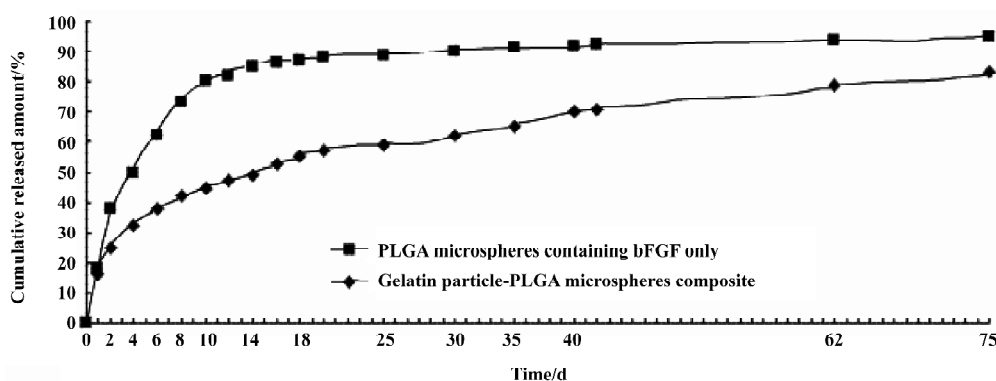 100
90
80
70
60
50
40
30
20
10
0
Cumulative released amount/%
PLGA microspheres containing bFGF only
Gelatin particle-PLGA microspheres composite
0 2 4 6 8 10 14 18 25 30 35 40 62 75
Time/d